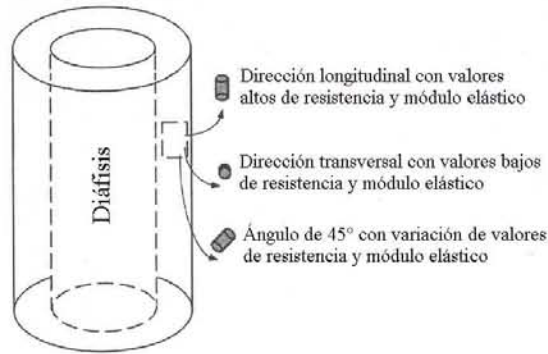 Diáfisis
Dirección longitudinal con valores
altos de resistencia y módulo elástico
Dirección transversal con valores bajos
de resistencia y módulo elástico
Ángulo de 45° con variación de valores
de resistencia y módulo elástico